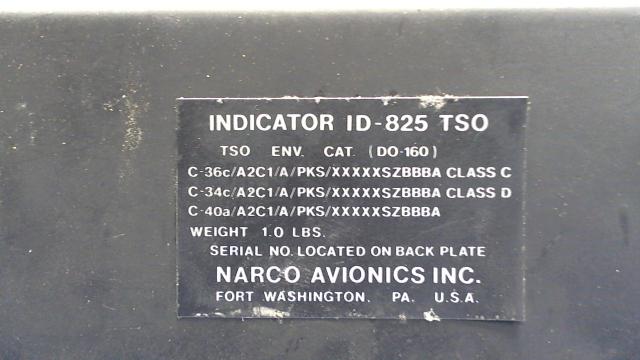 INDICATOR ID-825 TSO
TSO ENV. CAT. (DO-160)
C-36c/A2C1/A/PKS/XXXXXSZBBBA CLASS C
C-34c/A2C1/A/PKS/XXXXXSZBBBA CLASS D
C-40a/A2C1/A/PKS/XXXXXSZBBBA
WEIGHT 1.0 LBS.
SERIAL NO. LOCATED ON BACK PLATE
NARCO AVIONICS INC.
FORT WASHINGTON, PA. U.S.A.